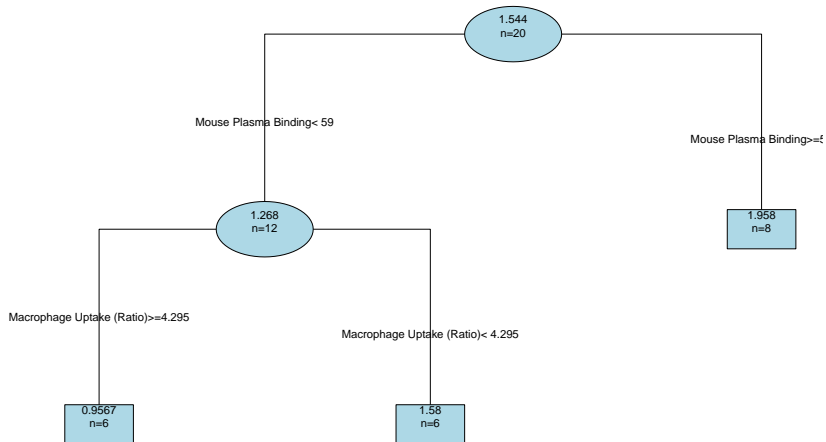 1.544
n=20
Mouse Plasma Binding< 59
Mouse Plasma Binding>=5
1.268
n=12
1.958
n=8
Macrophage Uptake (Ratio)>=4.295
Macrophage Uptake (Ratio)< 4.295
0.9567
n=6
1.58
n=6